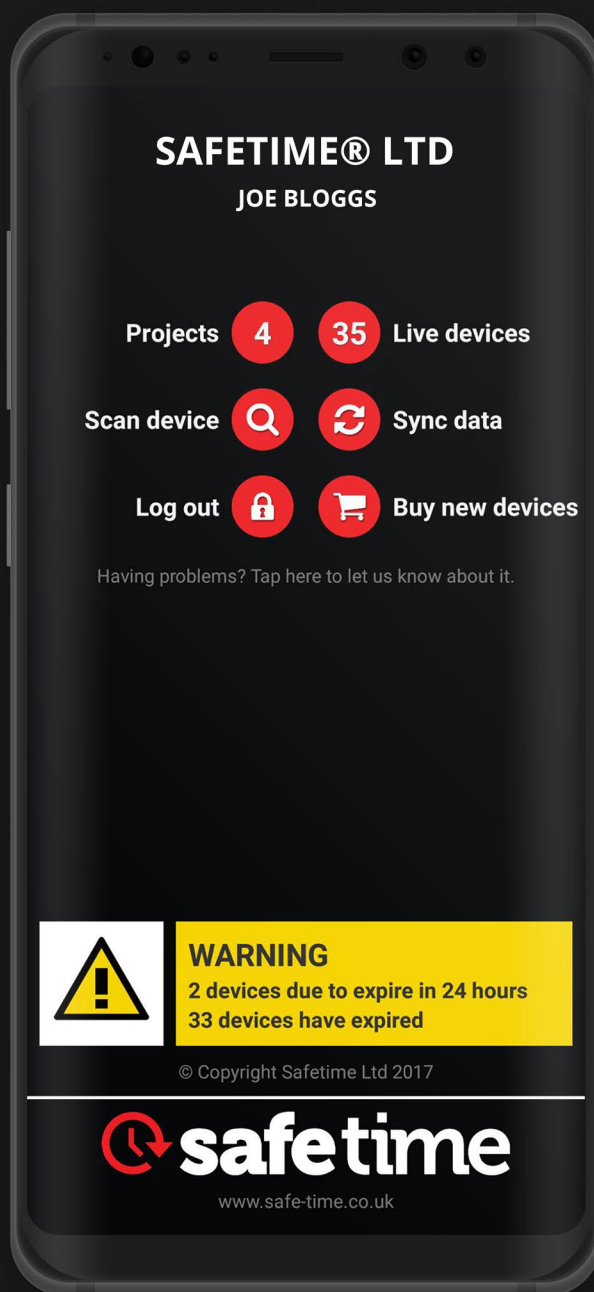 SAFETIME® LTD
JOE BLOGGS
Projects 4 35 Live devices
Scan device Sync data
Log out Buy new devices
Having problems? Tap here to let us know about it.
WARNING
2 devices due to expire in 24 hours
33 devices have expired
© Copyright Safetime Ltd 2017
safetime
www.safe-time.co.uk